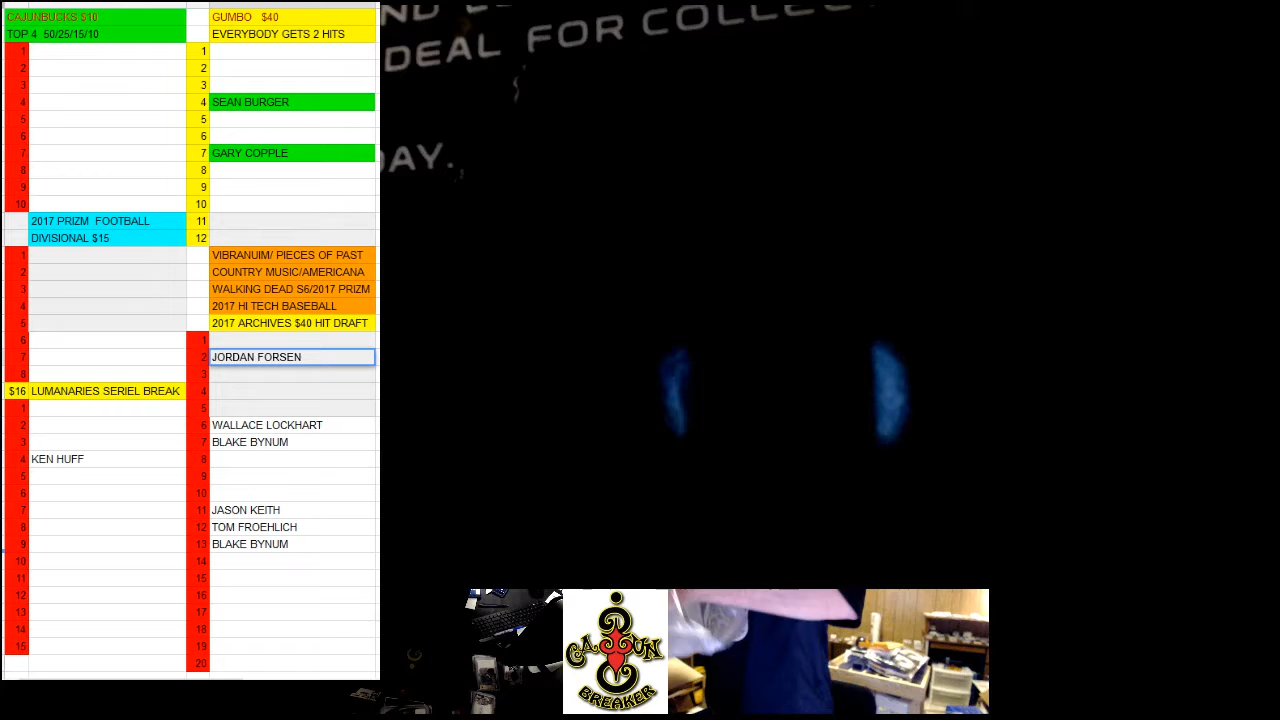 CAJUNBUCKS $10
TOP 4 50/25/15/10
1
2
3
4
5
6
7
8
9
10
2017 PRIZM FOOTBALL
DIVISIONAL $15
1
2
3
4
5
6
7
8
$16 LUMANARIES SERIEL BREAK
1
2
3
4 KEN HUFF
5
6
7
8
9
10
11
12
13
14
15
GUMBO $40
EVERYBODY GETS 2 HITS
1
2
3
4 SEAN BURGER
5
6
7 GARY COPPLE
8
9
10
11
12
VIBRANUIM/ PIECES OF PAST
COUNTRY MUSIC/AMERICANA
WALKING DEAD S6/2017 PRIZM
2017 HI TECH BASEBALL
2017 ARCHIVES $40 HIT DRAFT
1
2 JORDAN FORSEN
3
4
5
6 WALLACE LOCKHART
7 BLAKE BYNUM
8
9
10
11 JASON KEITH
12 TOM FROEHLICH
13 BLAKE BYNUM
14
15
16
17
18
19
20
DEAL FOR COLLEC
DAY.
CAJUN
BREAKER